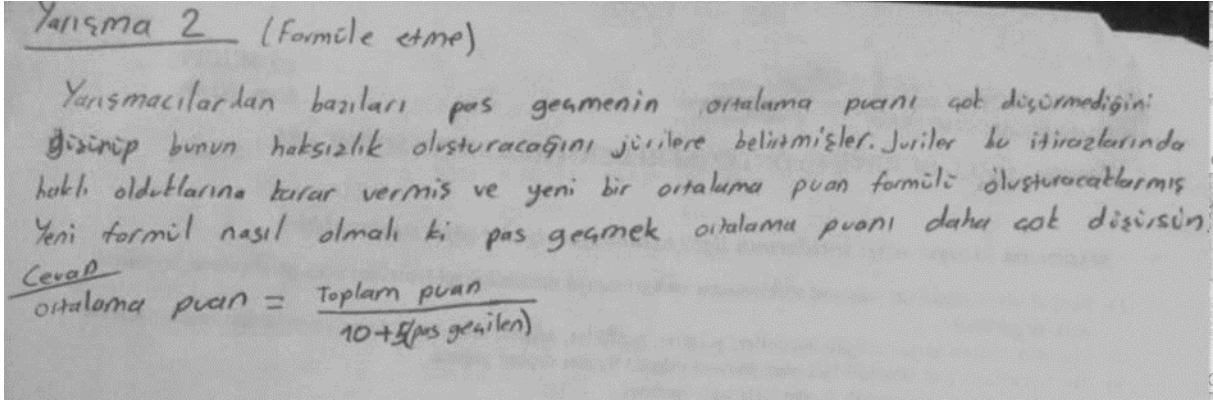 Yarışma 2 (Formüle etme)
Yarışmacılardan bazıları pas geçmenin ortalama puanı çok düşürmediğini
düşünüp bunun haksızlık oluşturacağını jürilere belirtmişler. Juriler bu itirazlarında
haklı olduklarına karar vermiş ve yeni bir ortalama puan formülü oluşturacaklarmış
Yeni formül nasıl olmalı ki pas geçmek ortalama puanı daha çok düşürsün
Cevap
ortalama puan = Toplam puan
10+5(pas geçilen)